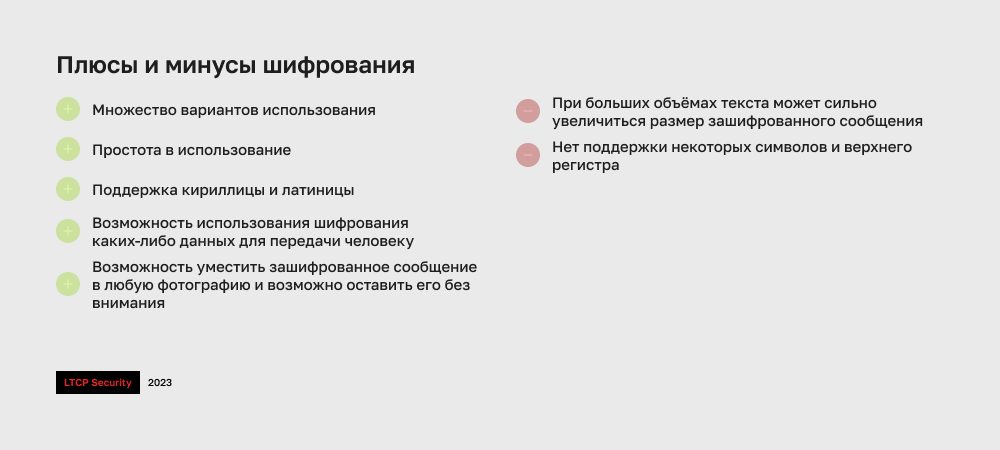 Плюсы и минусы шифрования
Множество вариантов использования
Простота в использование
Поддержка кириллицы и латиницы
Возможность использования шифрования
каких-либо данных для передачи человеку
Возможность уместить зашифрованное сообщение
в любую фотографию и возможно оставить его без
внимания
При больших объёмах текста может сильно
увеличиться размер зашифрованного сообщения
Нет поддержки некоторых символов и верхнего
регистра
LTCP Security 2023